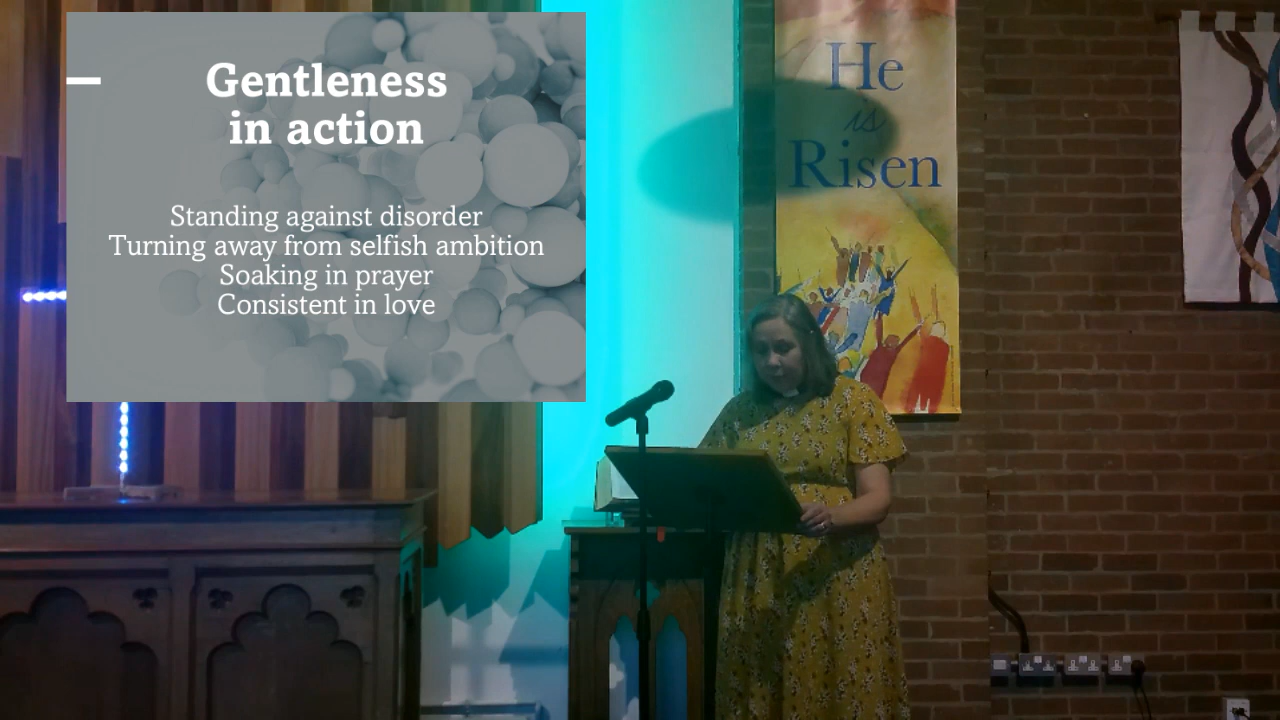 Gentleness
in action
Standing against disorder
Turning away from selfish ambition
Soaking in prayer
Consistent in love
He
is
Risen